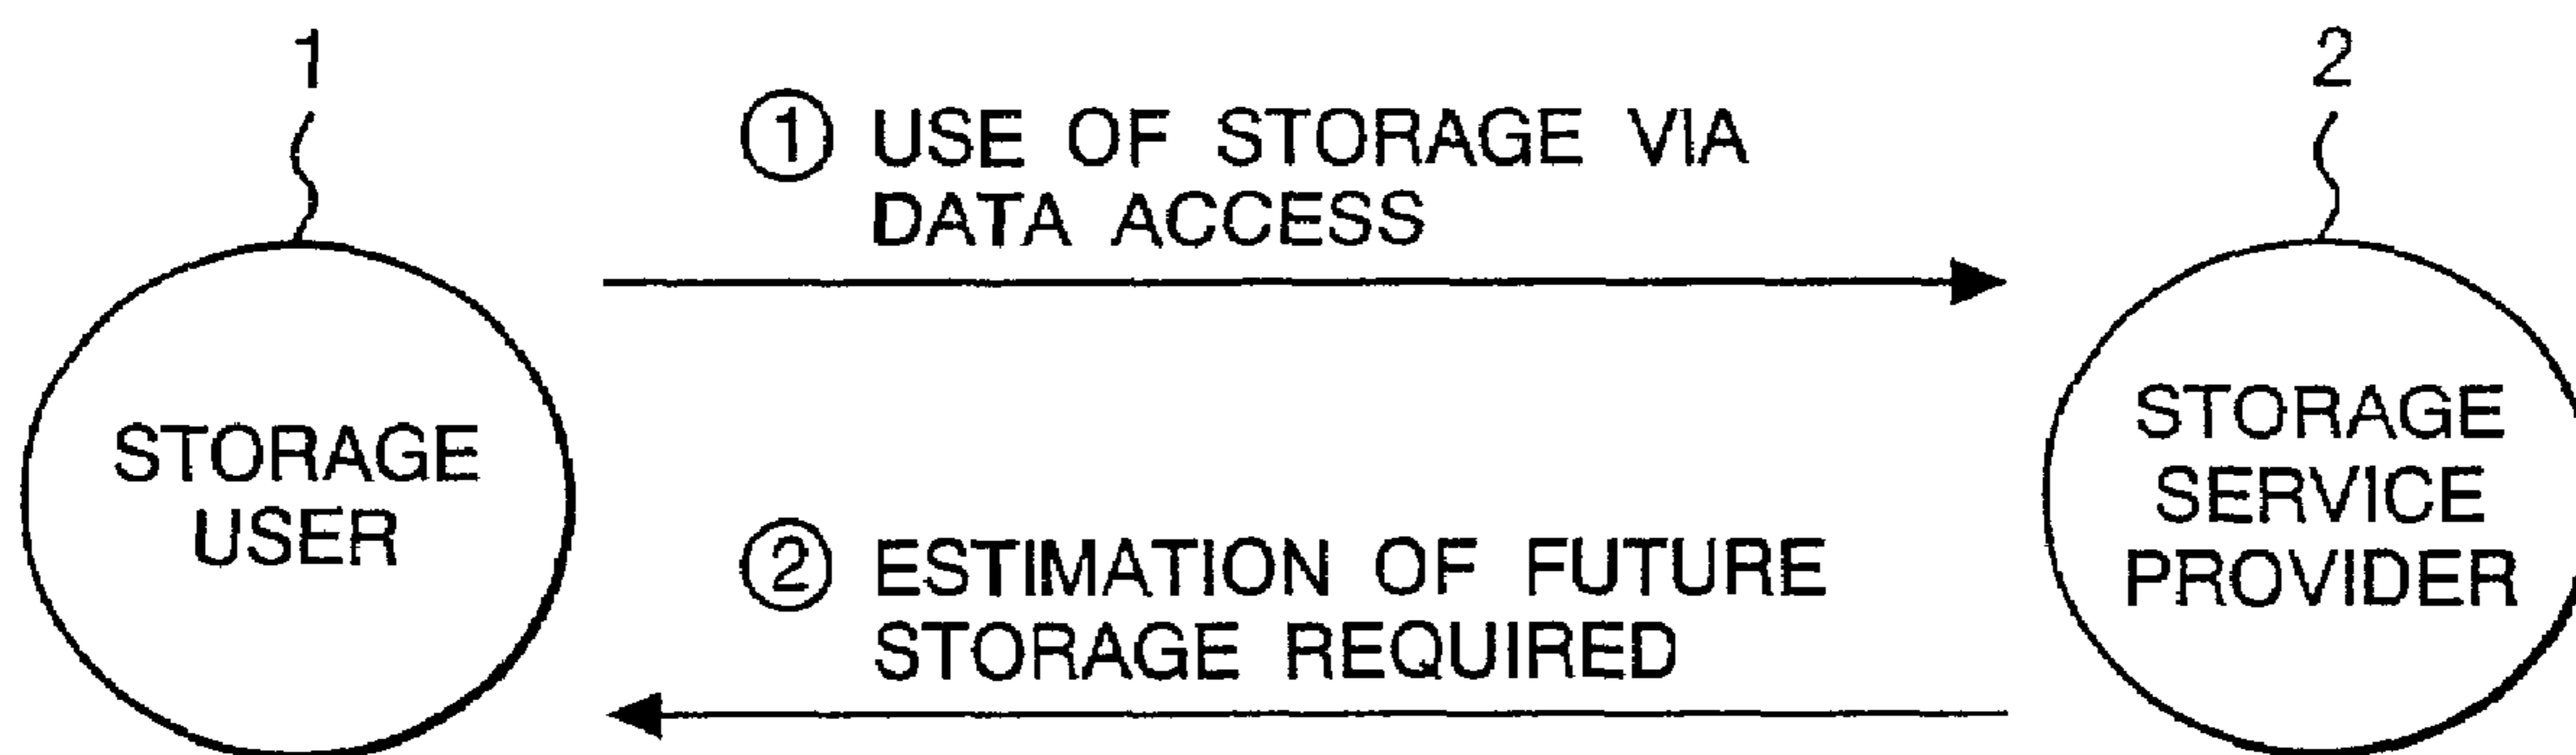 1
2
① USE OF STORAGE VIA
DATA ACCESS
STORAGE
USER
STORAGE
SERVICE
PROVIDER
② ESTIMATION OF FUTURE
STORAGE REQUIRED